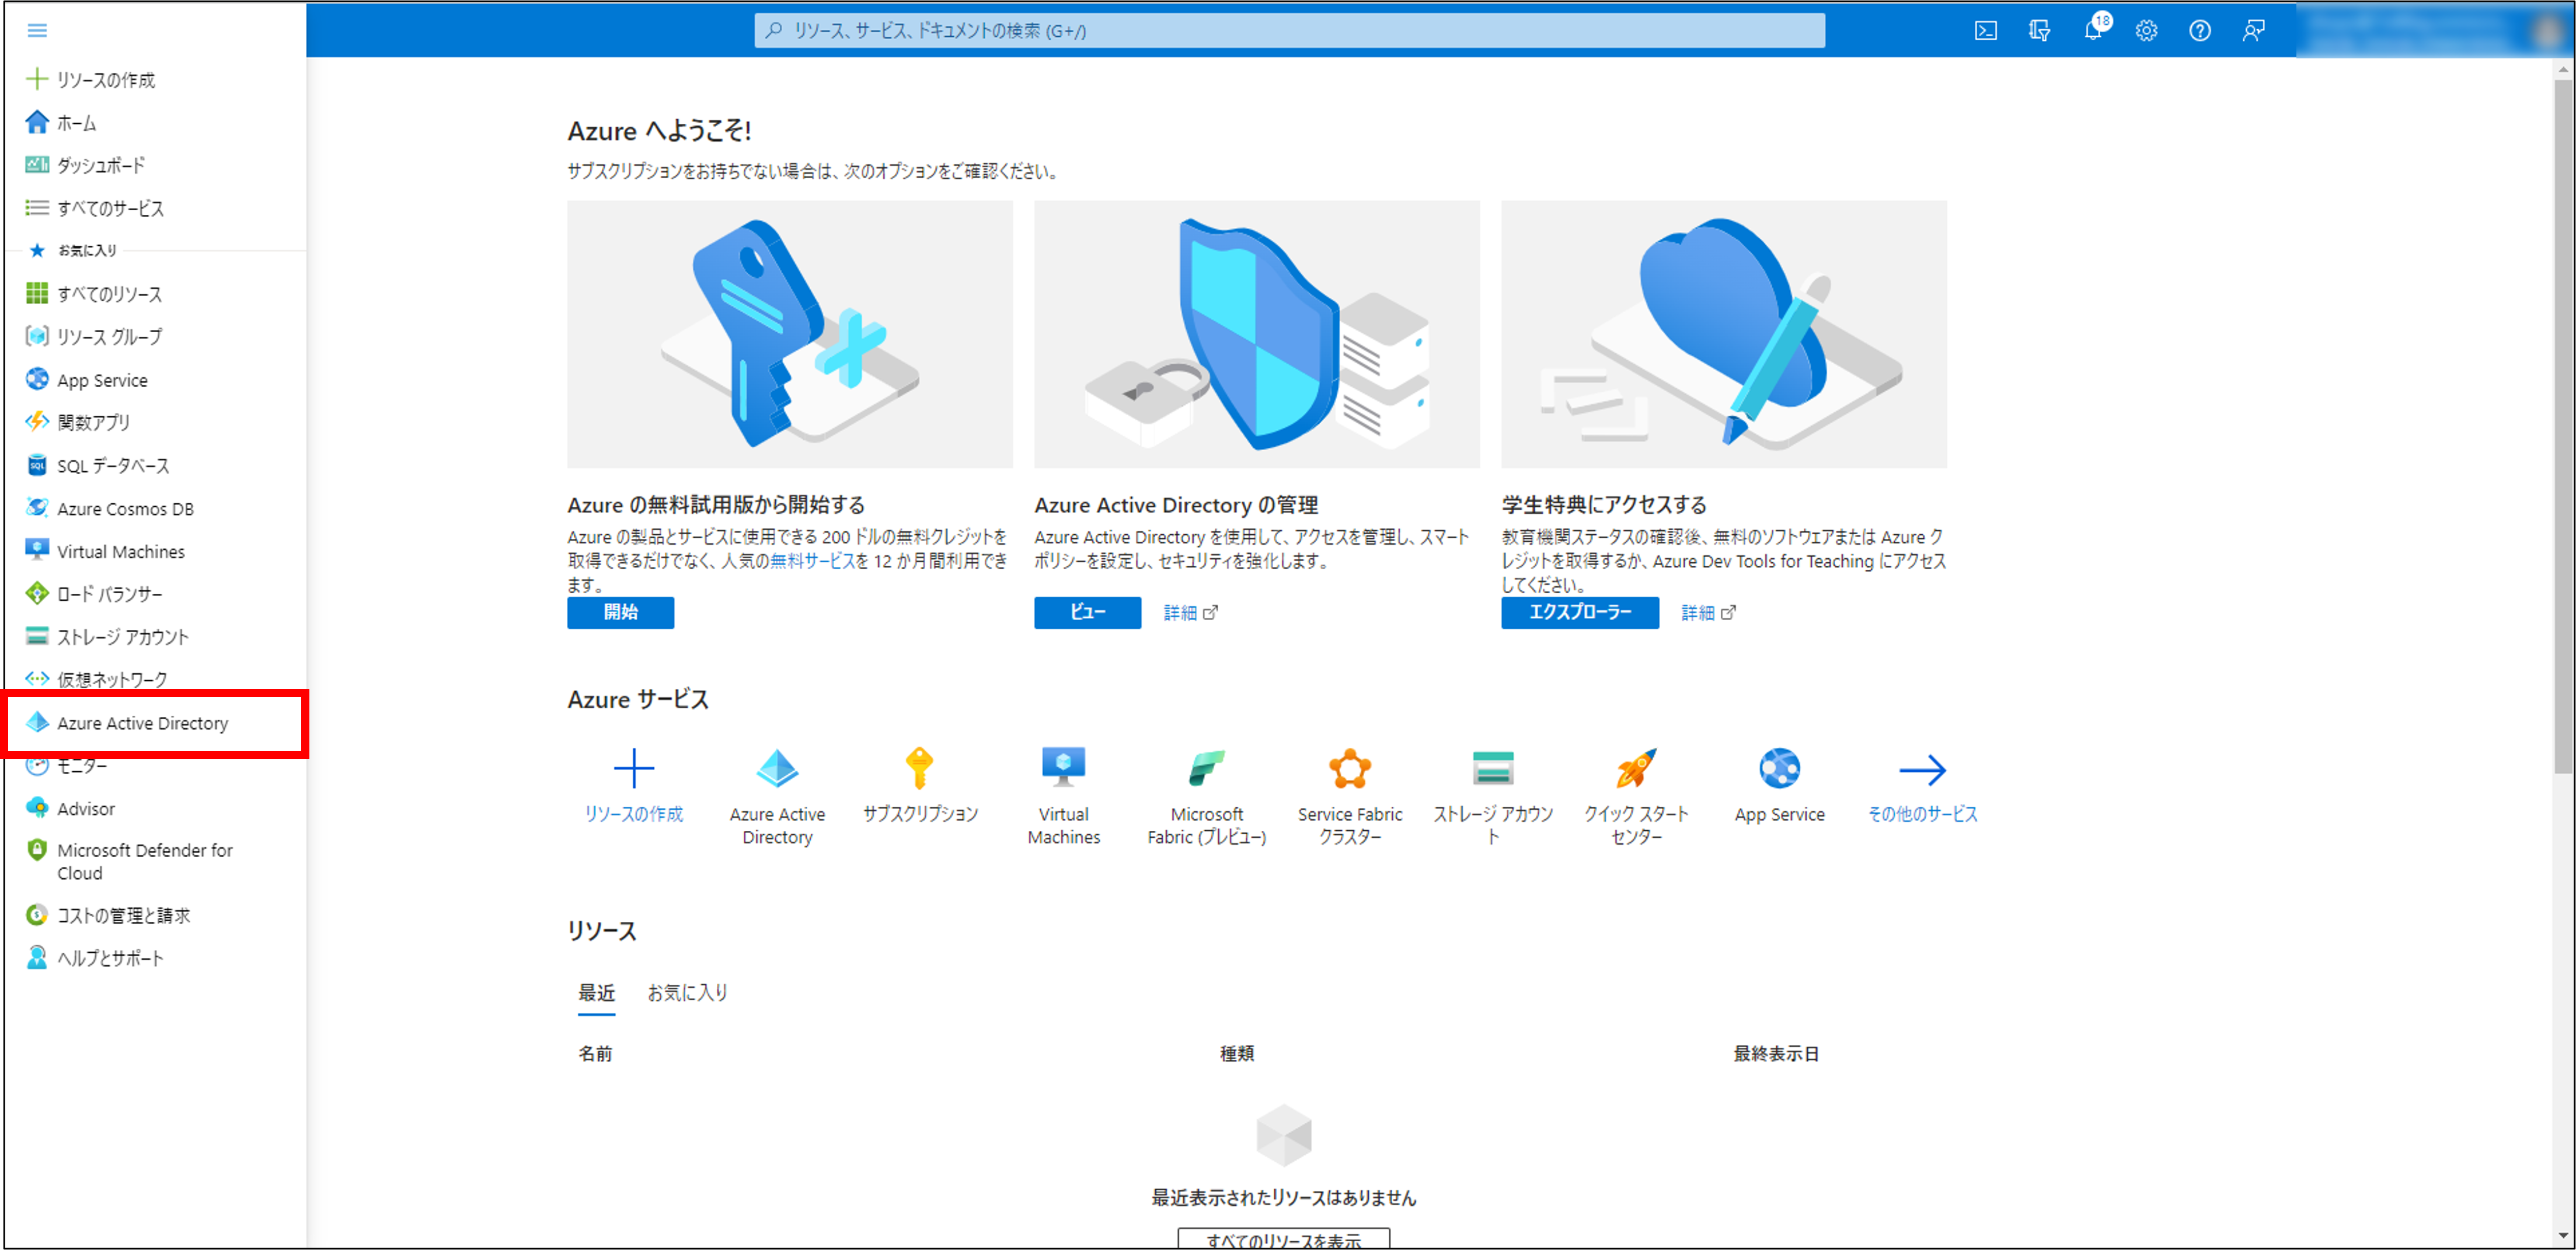 リソース、サービス、ドキュメントの検索 (G+/)
18
リソースの作成
ホーム
ダッシュボード
すべてのサービス
お気に入り
すべてのリソース
リソース グループ
App Service
関数アプリ
SQL データベース
Azure Cosmos DB
Virtual Machines
ロード バランサー
ストレージ アカウント
仮想ネットワーク
Azure Active Directory
モニター
Advisor
Microsoft Defender for
Cloud
コストの管理と請求
ヘルプとサポート
Azure へようこそ!
サブスクリプションをお持ちでない場合は、次のオプションをご確認ください。
Azure の無料試用版から開始する
Azure の製品とサービスに使用できる 200 ドルの無料クレジットを
取得できるだけでなく、人気の無料サービスを 12 か月間利用でき
ます。
開始
Azure Active Directory の管理
Azure Active Directory を使用して、アクセスを管理し、スマート
ポリシーを設定し、セキュリティを強化します。
ビュー
詳細
学生特典にアクセスする
教育機関ステータスの確認後、無料のソフトウェアまたは Azure ク
レジットを取得するか、Azure Dev Tools for Teaching にアクセス
してください。
エクスプローラー
詳細
Azure サービス
リソースの作成
Azure Active
Directory
サブスクリプション
Virtual
Machines
Microsoft
Fabric (プレビュー)
Service Fabric
クラスター
ストレージ アカウン
ト
クイック スタート
センター
App Service
その他のサービス
リソース
最近
お気に入り
名前
種類
最終表示日
最近表示されたリソースはありません
すべてのリソースを表示